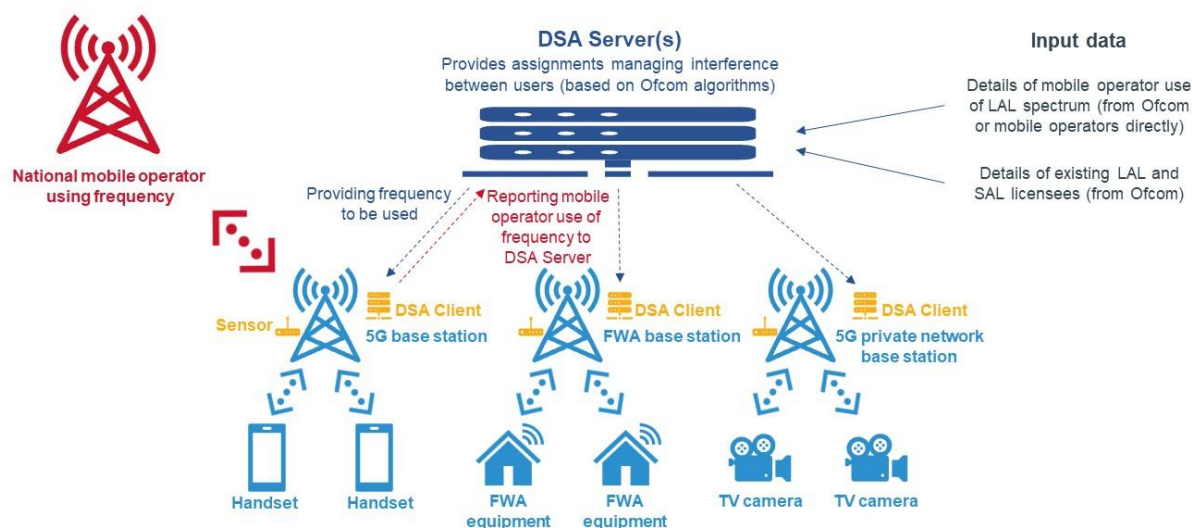 DSA Server(s)
Provides assignments managing interference
between users (based on Ofcom algorithms)
Input data
Details of mobile operator use
of LAL spectrum (from Ofcom
or mobile operators directly)
Details of existing LAL and
SAL licensees (from Ofcom)
National mobile operator
using frequency
Providing frequency
to be used
Reporting mobile
operator use of
frequency to
DSA Server
Sensor
DSA Client
5G base station
DSA Client
FWA base station
DSA Client
5G private network
base station
Handset
Handset
FWA
equipment
FWA
equipment
TV camera
TV camera